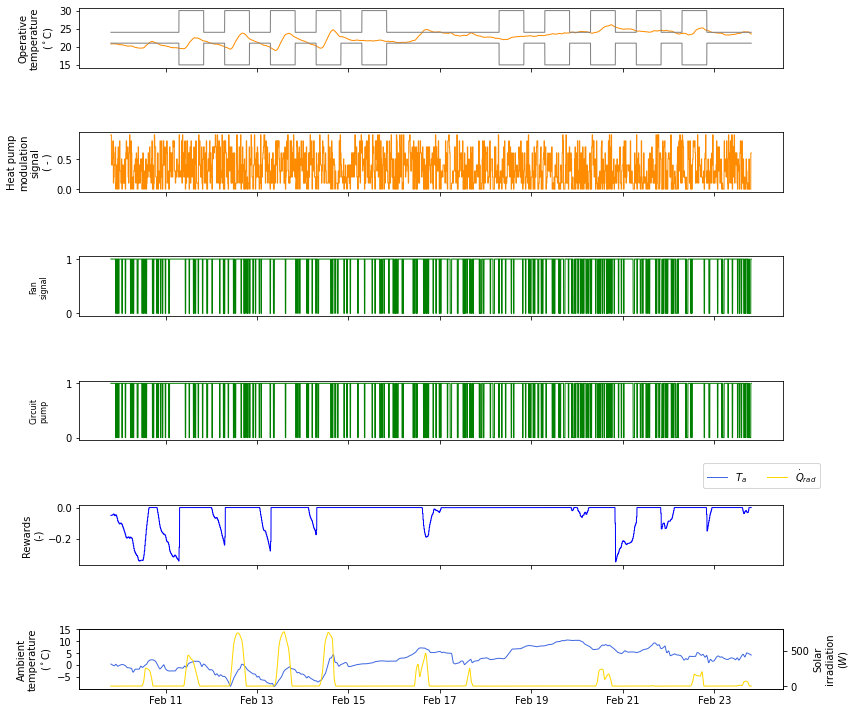 Operative
temperature
(°C)
30
25
20
15
Heat pump
modulation
signal
( - )
0.5
0.0
Fan
signal
1
0
Circuit
pump
1
0
T_a
Q̇_rad
Rewards
(-)
0.0
−0.2
Ambient
temperature
(°C)
15
10
5
0
−5
500
0
Solar
irradiation
(W)
Feb 11
Feb 13
Feb 15
Feb 17
Feb 19
Feb 21
Feb 23